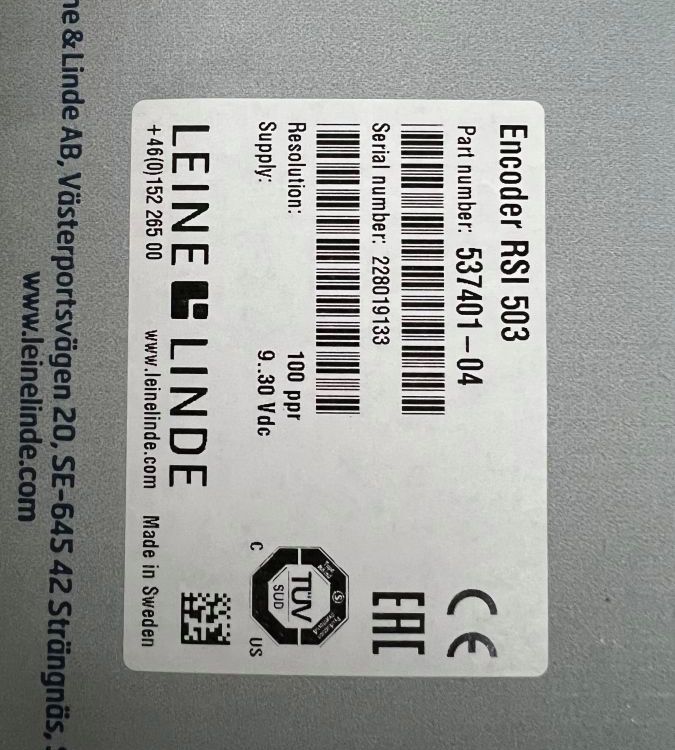 Encoder RSI 503
Part number: 537401-04
Serial number: 228019133
Resolution: 100 ppr
Supply: 9..30 Vdc
CE
EAC
TÜV
SÜD
C US
LEINE LINDE
+46(0)152 265 00 www.leinelinde.com Made in Sweden
& Linde AB, Västerportsvägen 20, SE-645 42 Strängnäs,
www.leinelinde.com